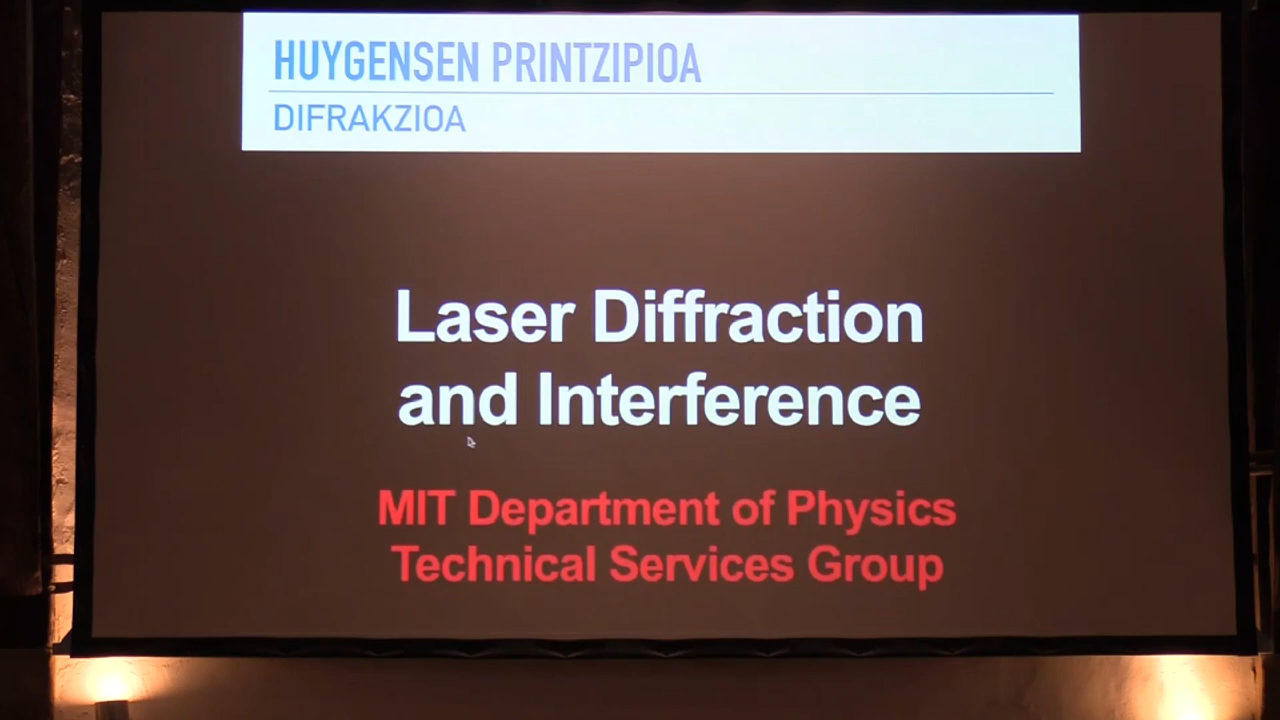 HUYGENSEN PRINTZIPIOA
DIFRAKZIOA
Laser Diffraction
and Interference
MIT Department of Physics
Technical Services Group